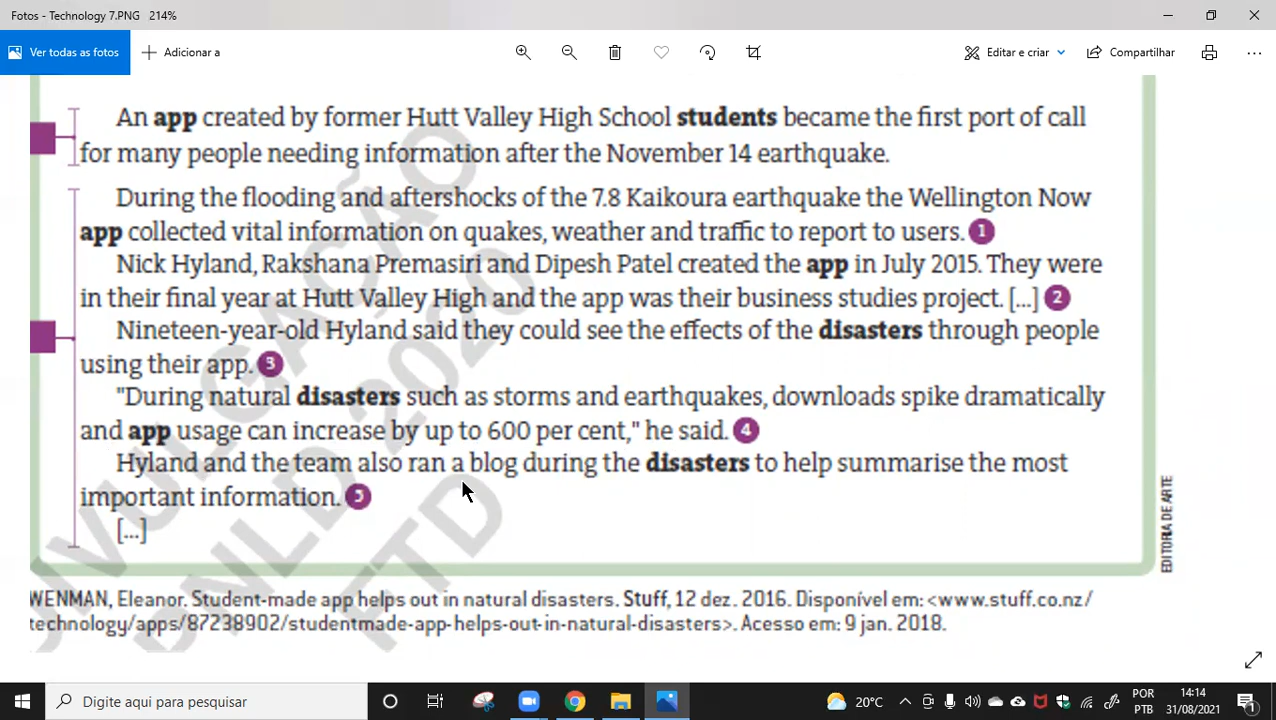 Fotos - Technology 7.PNG 214%
Ver todas as fotos
Adicionar a
Editar e criar
Compartilhar
An app created by former Hutt Valley High School students became the first port of call
for many people needing information after the November 14 earthquake.
During the flooding and aftershocks of the 7.8 Kaikoura earthquake the Wellington Now
app collected vital information on quakes, weather and traffic to report to users. 1
Nick Hyland, Rakshana Premasiri and Dipesh Patel created the app in July 2015. They were
in their final year at Hutt Valley High and the app was their business studies project. [...] 2
Nineteen-year-old Hyland said they could see the effects of the disasters through people
using their app. 3
"During natural disasters such as storms and earthquakes, downloads spike dramatically
and app usage can increase by up to 600 per cent," he said. 4
Hyland and the team also ran a blog during the disasters to help summarise the most
important information. 5
[...]
DIVULGAÇÃO
PNLD 2020
FTD
EDITORIA DE ARTE
WENMAN, Eleanor. Student-made app helps out in natural disasters. Stuff, 12 dez. 2016. Disponível em: <www.stuff.co.nz/
technology/apps/87238902/studentmade-app-helps-out-in-natural-disasters>. Acesso em: 9 jan. 2018.
Digite aqui para pesquisar
20°C
POR
PTB
14:14
31/08/2021
1